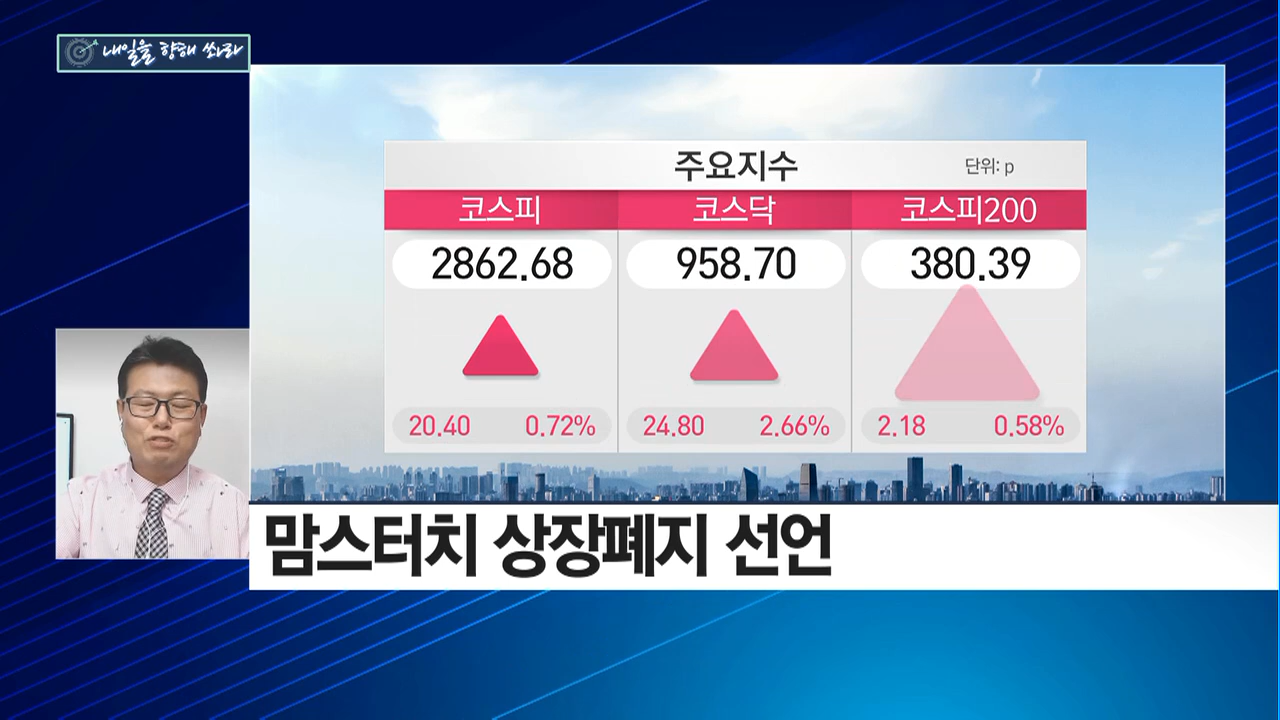 내일을 향해 쏴라
주요지수 단위: p
코스피 코스닥 코스피200
2862.68 958.70 380.39
20.40 0.72% 24.80 2.66% 2.18 0.58%
맘스터치 상장폐지 선언